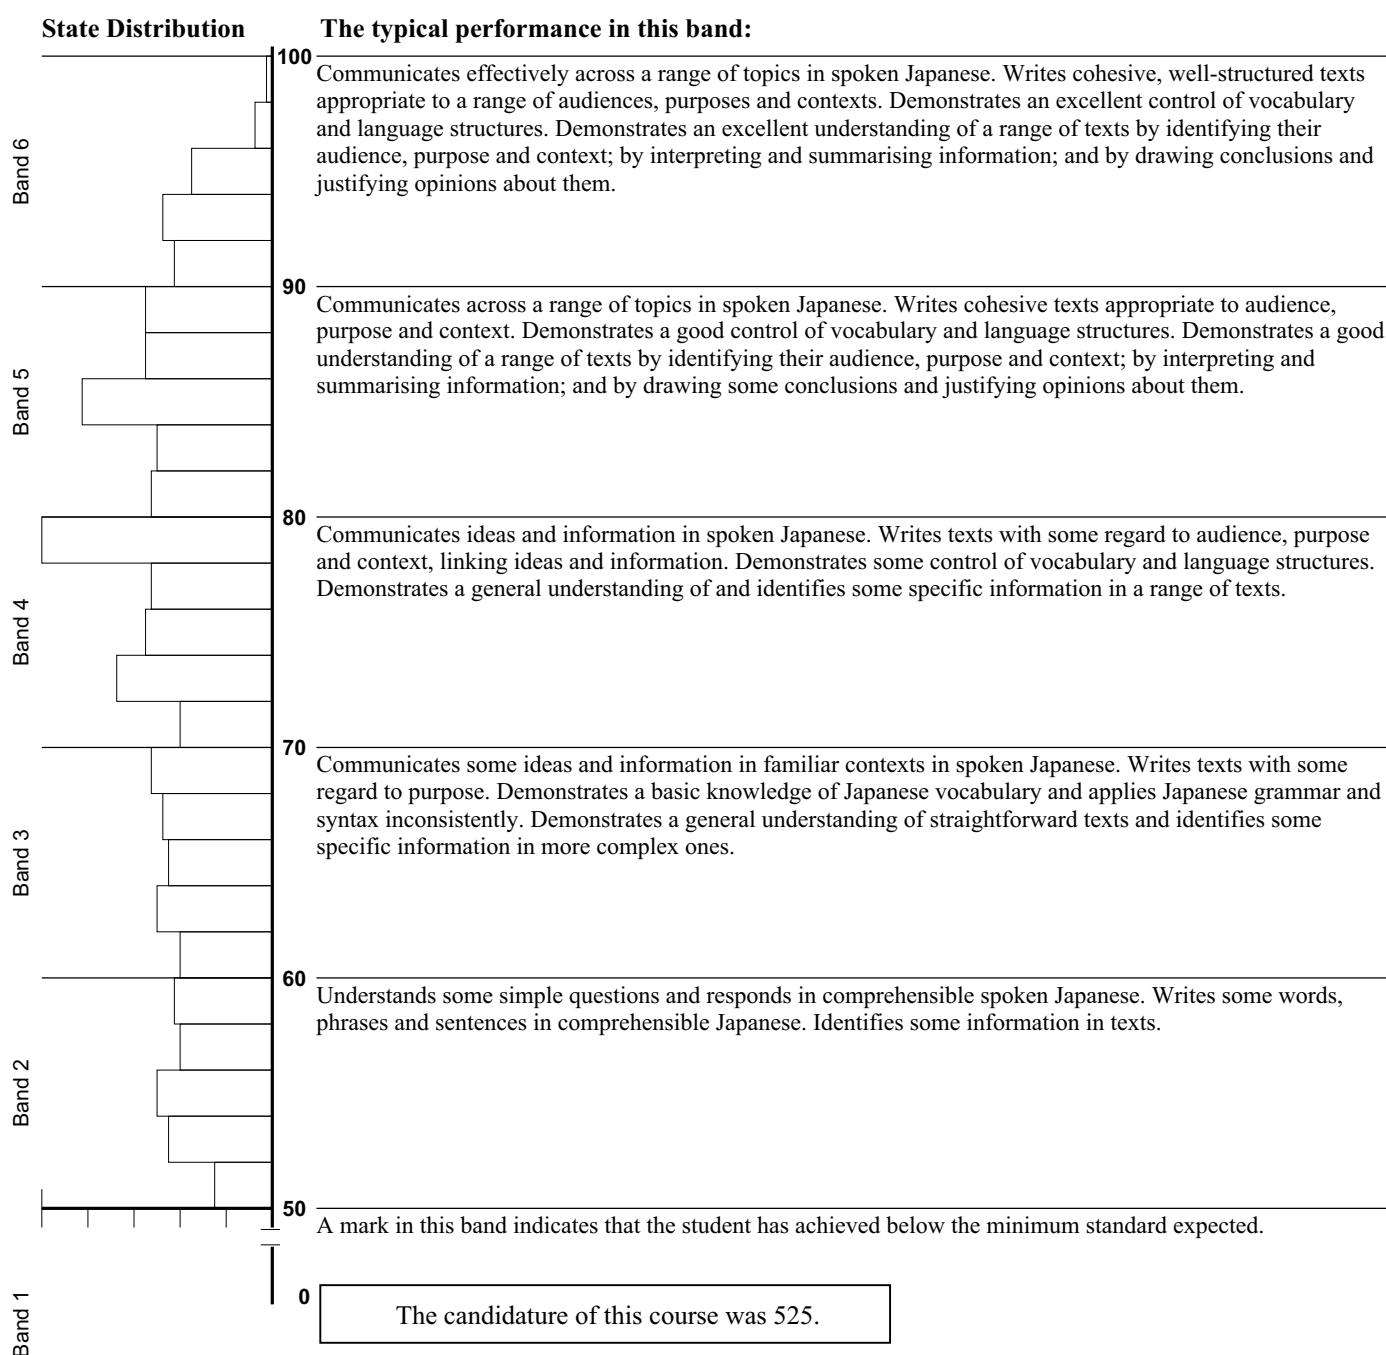 State Distribution
The typical performance in this band:
100
Communicates effectively across a range of topics in spoken Japanese. Writes cohesive, well-structured texts
appropriate to a range of audiences, purposes and contexts. Demonstrates an excellent control of vocabulary
and language structures. Demonstrates an excellent understanding of a range of texts by identifying their
audience, purpose and context; by interpreting and summarising information; and by drawing conclusions and
justifying opinions about them.
Band 6
90
Communicates across a range of topics in spoken Japanese. Writes cohesive texts appropriate to audience,
purpose and context. Demonstrates a good control of vocabulary and language structures. Demonstrates a good
understanding of a range of texts by identifying their audience, purpose and context; by interpreting and
summarising information; and by drawing some conclusions and justifying opinions about them.
Band 5
80
Communicates ideas and information in spoken Japanese. Writes texts with some regard to audience, purpose
and context, linking ideas and information. Demonstrates some control of vocabulary and language structures.
Demonstrates a general understanding of and identifies some specific information in a range of texts.
Band 4
70
Communicates some ideas and information in familiar contexts in spoken Japanese. Writes texts with some
regard to purpose. Demonstrates a basic knowledge of Japanese vocabulary and applies Japanese grammar and
syntax inconsistently. Demonstrates a general understanding of straightforward texts and identifies some
specific information in more complex ones.
Band 3
60
Understands some simple questions and responds in comprehensible spoken Japanese. Writes some words,
phrases and sentences in comprehensible Japanese. Identifies some information in texts.
Band 2
50
A mark in this band indicates that the student has achieved below the minimum standard expected.
0
Band 1
The candidature of this course was 525.